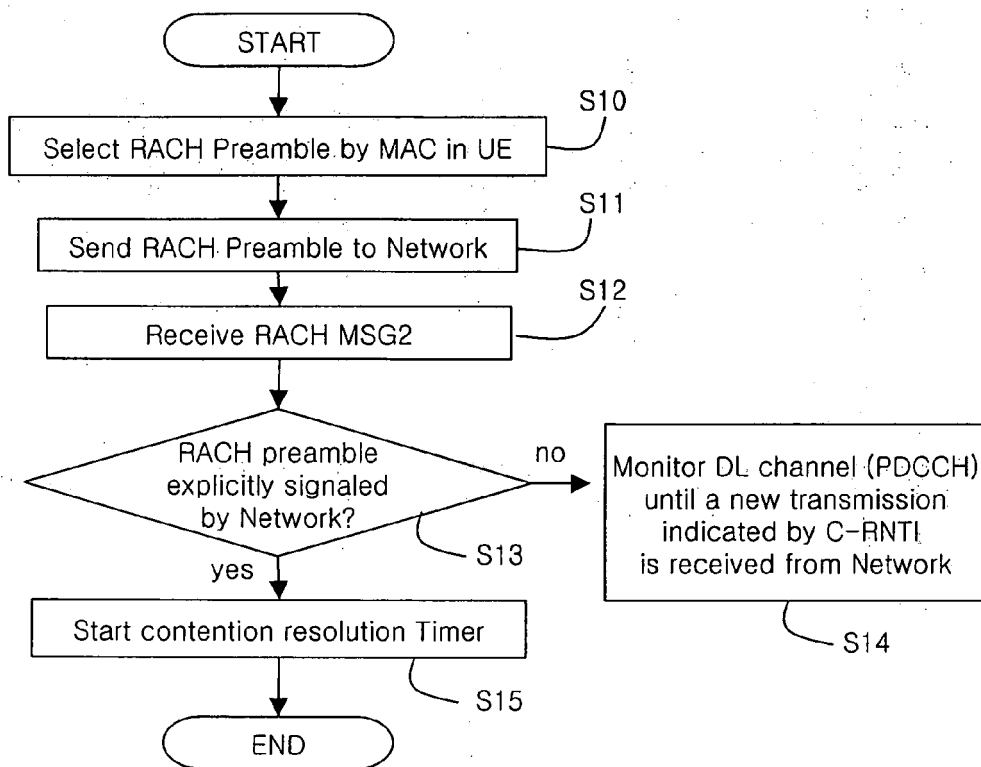 START
S10
Select RACH Preamble by MAC in UE
S11
Send RACH Preamble to Network
S12
Receive RACH MSG2
RACH preamble
explicitly signaled
by Network?
no
S13
yes
Monitor DL channel (PDCCH)
until a new transmission
indicated by C-RNTI
is received from Network
S14
Start contention resolution Timer
S15
END